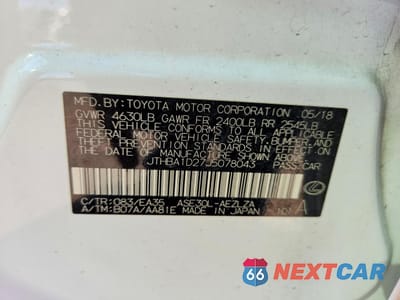 MFD. BY: TOYOTA MOTOR CORPORATION 05/18
GVWR 4630LB GAWR FR 2400LB RR 2545LB
THIS VEHICLE CONFORMS TO ALL APPLICABLE
FEDERAL MOTOR VEHICLE SAFETY, BUMPER, AND
THEFT PREVENTION STANDARDS IN EFFECT ON THE
DATE OF MANUFACTURE SHOWN ABOVE.
JTHBA1D27J5078043 PASS. CAR
C/TR: 083/EA35 ASE30L-AEZLZA A
A/TM: B07A/AA81E MADE IN JAPAN
66 NEXTCAR